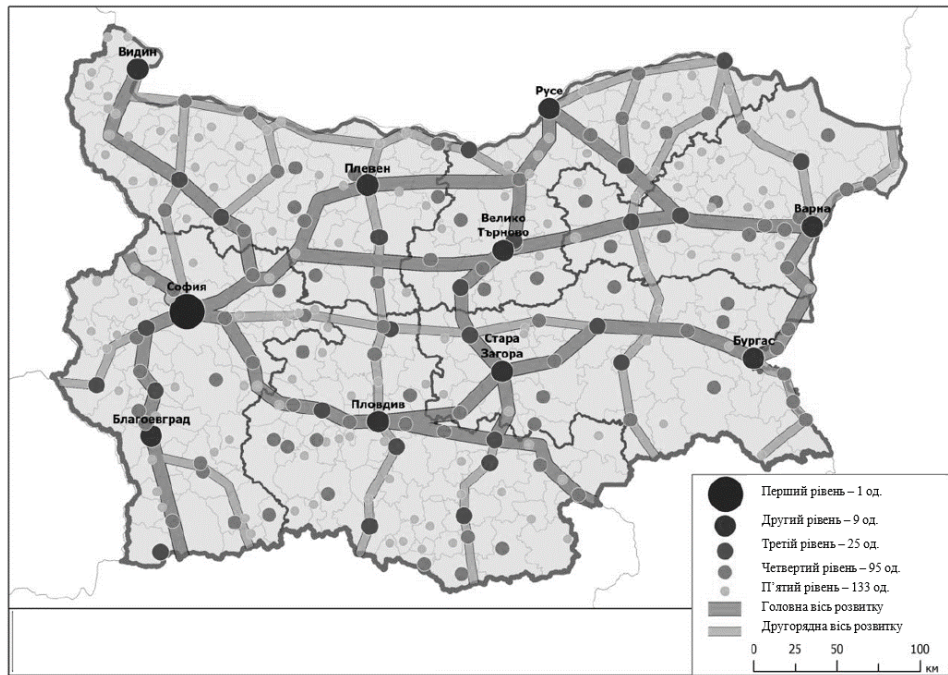 Видин
Русе
Плевен
Варна
Велико
Търново
София
Стара
Загора
Бургас
Пловдив
Благоевград
Перший рівень – 1 од.
Другий рівень – 9 од.
Третій рівень – 25 од.
Четвертий рівень – 95 од.
П’ятий рівень – 133 од.
Головна вісь розвитку
Другорядна вісь розвитку
0 25 50 100
км